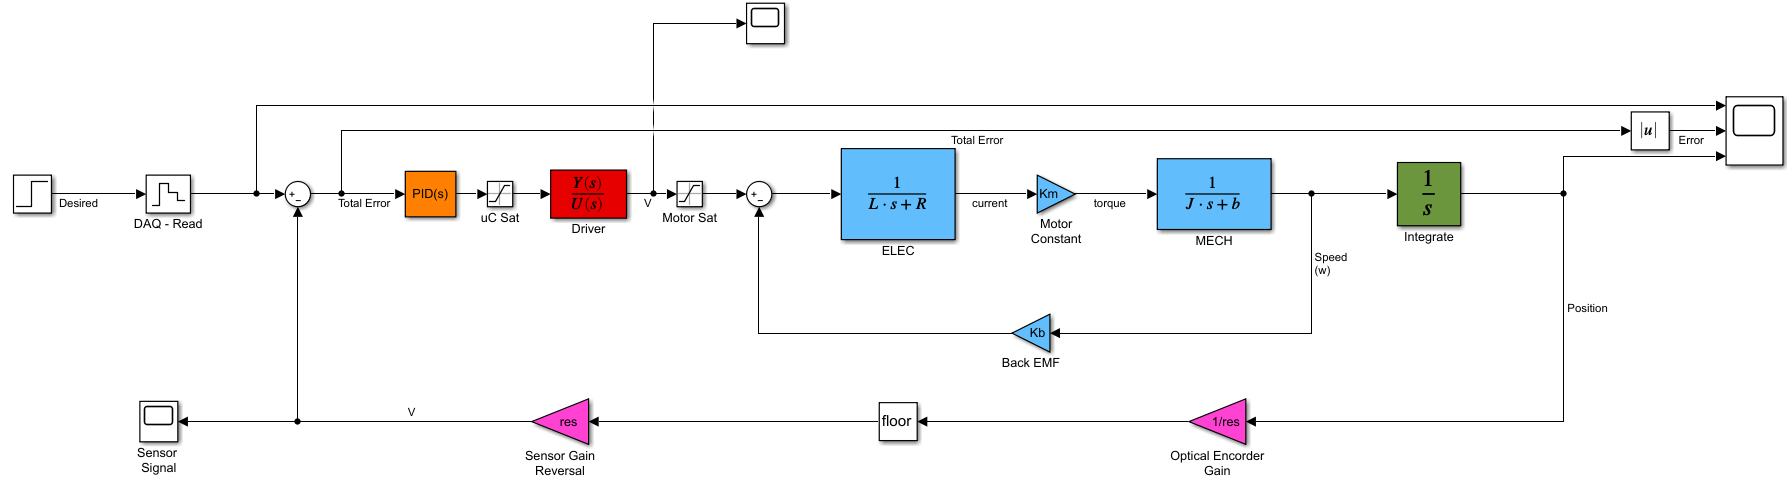 Total Error
|u|
Error
Desired
DAQ - Read
+
−
Total Error
PID(s)
uC Sat
Y(s)
U(s)
Driver
V
Motor Sat
+
−
1
L · s + R
ELEC
current
Km
Motor
Constant
torque
1
J · s + b
MECH
1
s
Integrate
Speed
(w)
Position
Kb
Back EMF
V
res
Sensor Gain
Reversal
floor
1/res
Optical Encorder
Gain
Sensor
Signal